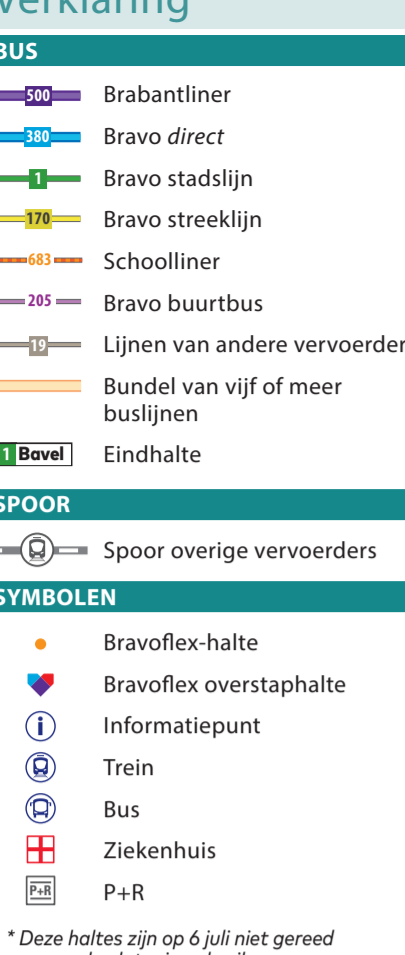 Verklaring
BUS
500 Brabantliner
380 Bravo direct
1 Bravo stadslijn
170 Bravo streeklijn
683 Schoolliner
205 Bravo buurtbus
19 Lijnen van andere vervoerder
Bundel van vijf of meer
buslijnen
1 Bavel Eindhalte
SPOOR
Spoor overige vervoerders
SYMBOLEN
Bravoflex-halte
Bravoflex overstaphalte
i Informatiepunt
Trein
Bus
Ziekenhuis
P+R P+R
* Deze haltes zijn op 6 juli niet gereed